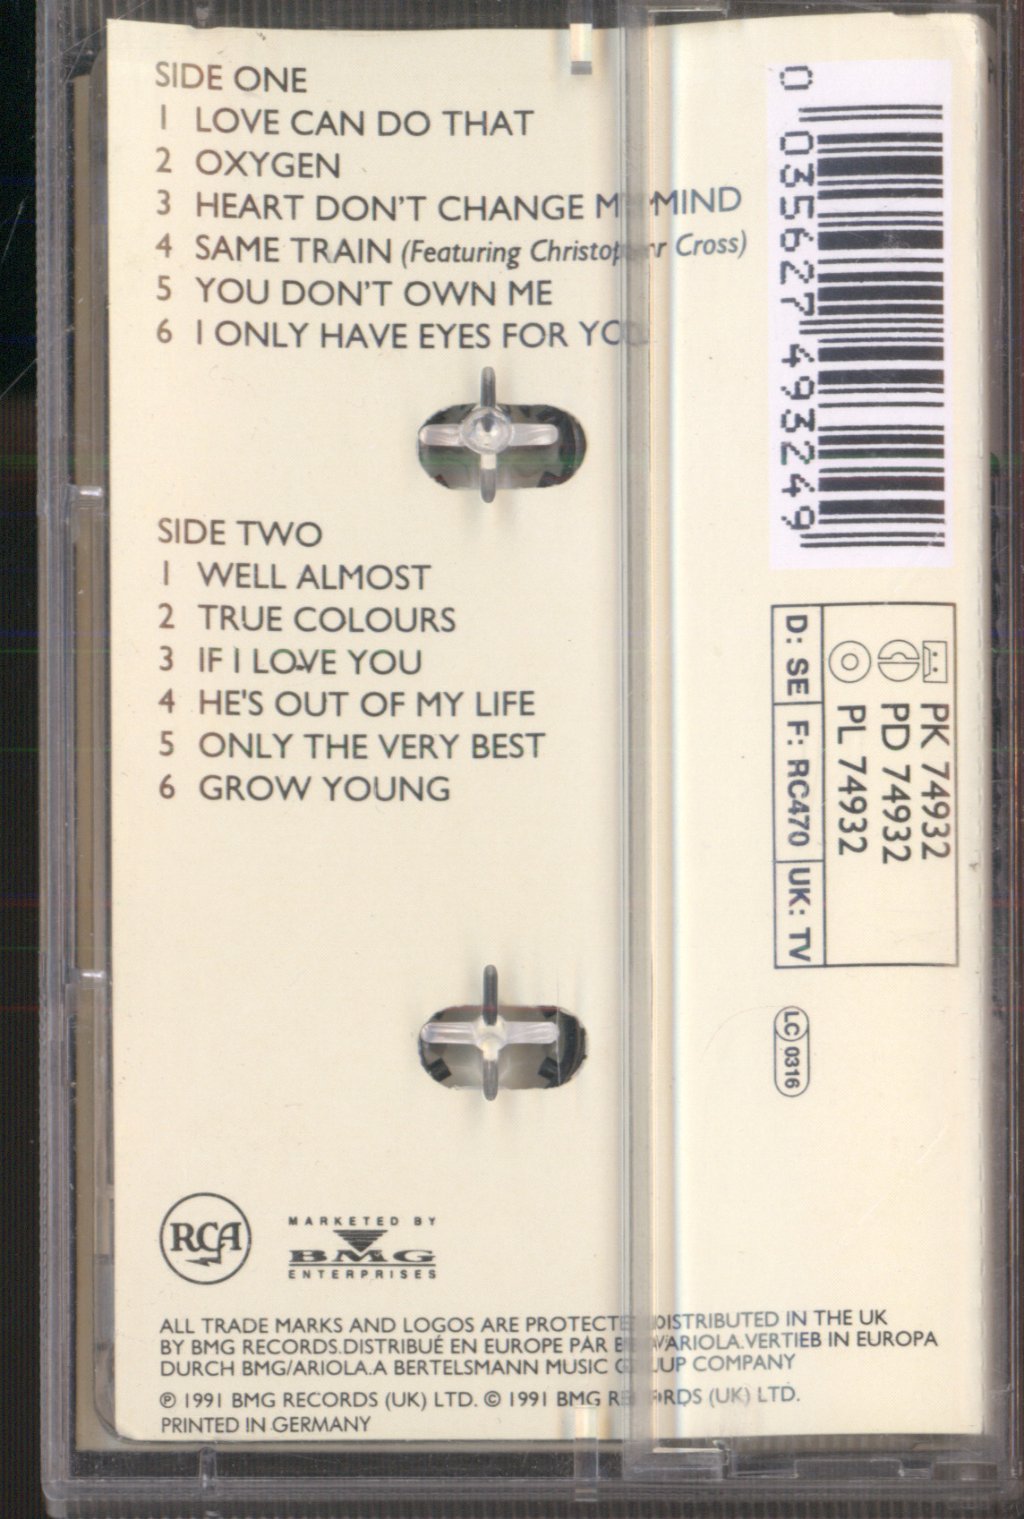 SIDE ONE
1 LOVE CAN DO THAT
2 OXYGEN
3 HEART DON'T CHANGE MY MIND
4 SAME TRAIN (Featuring Christopher Cross)
5 YOU DON'T OWN ME
6 I ONLY HAVE EYES FOR YOU
SIDE TWO
1 WELL ALMOST
2 TRUE COLOURS
3 IF I LOVE YOU
4 HE'S OUT OF MY LIFE
5 ONLY THE VERY BEST
6 GROW YOUNG
RCA
MARKETED BY
BMG
ENTERPRISES
ALL TRADE MARKS AND LOGOS ARE PROTECTED DISTRIBUTED IN THE UK
BY BMG RECORDS.DISTRIBUÉ EN EUROPE PAR BMG/ARIOLA.VERTIEB IN EUROPA
DURCH BMG/ARIOLA.A BERTELSMANN MUSIC GROUP COMPANY
℗ 1991 BMG RECORDS (UK) LTD. © 1991 BMG RECORDS (UK) LTD.
PRINTED IN GERMANY
0 035627 493249
PK 74932
PD 74932
PL 74932
D: SE F: RC470 UK: TV
LC 0316